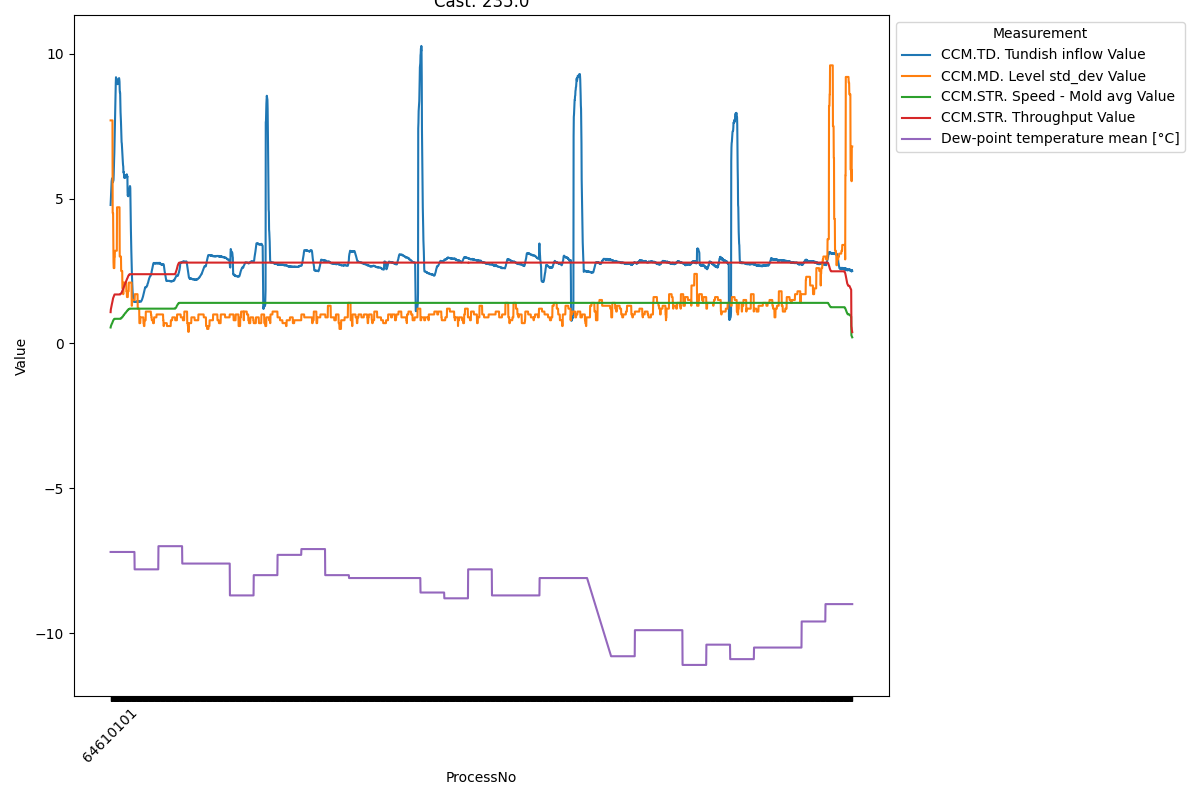 Cast: 235.0
Measurement
CCM.TD. Tundish inflow Value
CCM.MD. Level std_dev Value
CCM.STR. Speed - Mold avg Value
CCM.STR. Throughput Value
Dew-point temperature mean [°C]
Value
10
5
0
−5
−10
64610101
ProcessNo